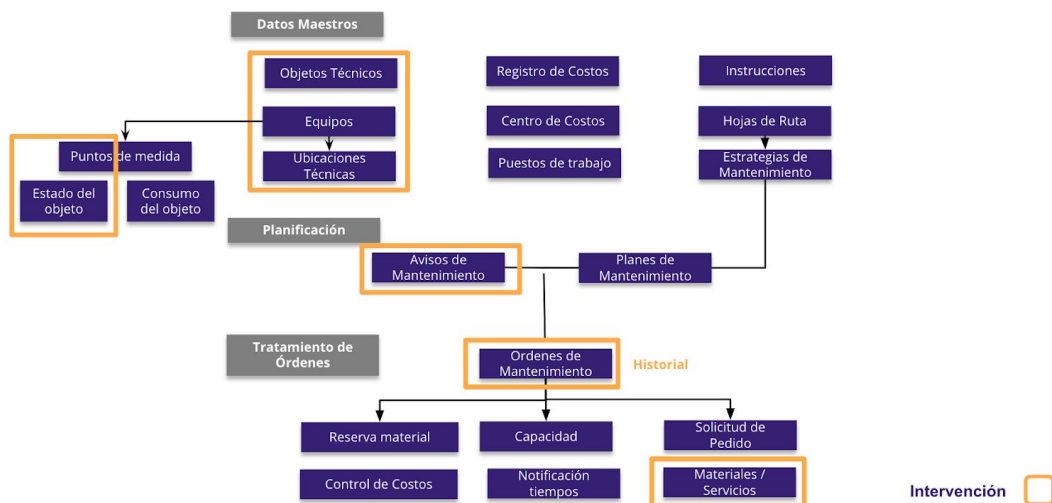 Datos Maestros
Objetos Técnicos
Registro de Costos
Instrucciones
Equipos
Centro de Costos
Hojas de Ruta
Puntos de medida
Ubicaciones
Técnicas
Puestos de trabajo
Estrategias de
Mantenimiento
Estado del
objeto
Consumo
del objeto
Planificación
Avisos de
Mantenimiento
Planes de
Mantenimiento
Tratamiento de
Órdenes
Ordenes de
Mantenimiento
Historial
Reserva material
Capacidad
Solicitud de
Pedido
Control de Costos
Notificación
tiempos
Materiales /
Servicios
Intervención